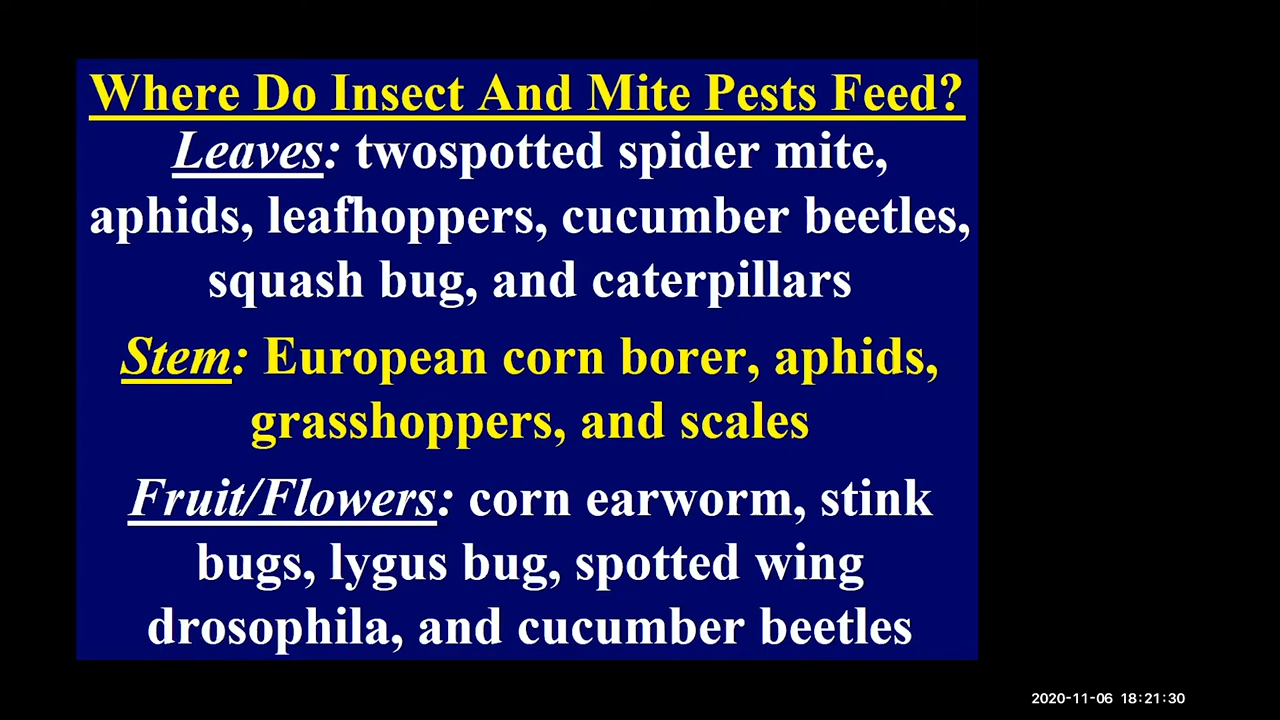 Where Do Insect And Mite Pests Feed?
Leaves: twospotted spider mite,
aphids, leafhoppers, cucumber beetles,
squash bug, and caterpillars
Stem: European corn borer, aphids,
grasshoppers, and scales
Fruit/Flowers: corn earworm, stink
bugs, lygus bug, spotted wing
drosophila, and cucumber beetles
2020-11-06 18:21:30